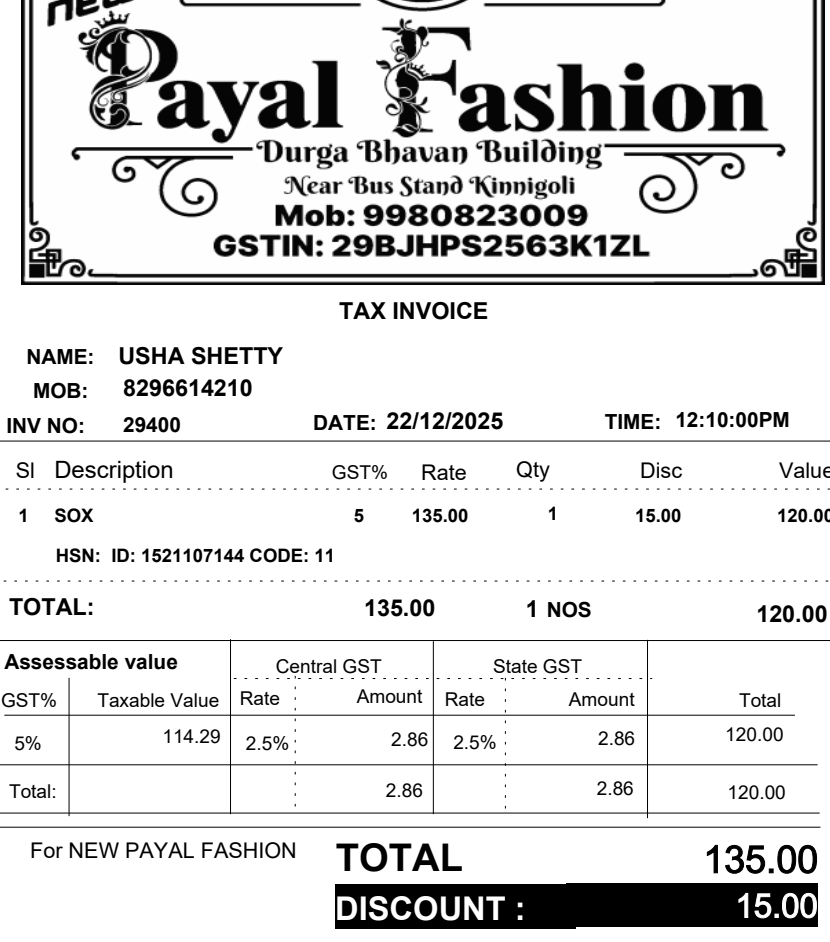 new
Payal Fashion
Durga Bhavan Building
Near Bus Stand Kinnigoli
Mob: 9980823009
GSTIN: 29BJHPS2563K1ZL
TAX INVOICE
NAME: USHA SHETTY
MOB: 8296614210
INV NO: 29400 DATE: 22/12/2025 TIME: 12:10:00PM
Sl Description GST% Rate Qty Disc Value
1 SOX 5 135.00 1 15.00 120.00
HSN: ID: 1521107144 CODE: 11
TOTAL: 135.00 1 NOS 120.00
Assessable value Central GST State GST
GST% Taxable Value Rate Amount Rate Amount Total
5% 114.29 2.5% 2.86 2.5% 2.86 120.00
Total: 2.86 2.86 120.00
For NEW PAYAL FASHION TOTAL 135.00
DISCOUNT : 15.00